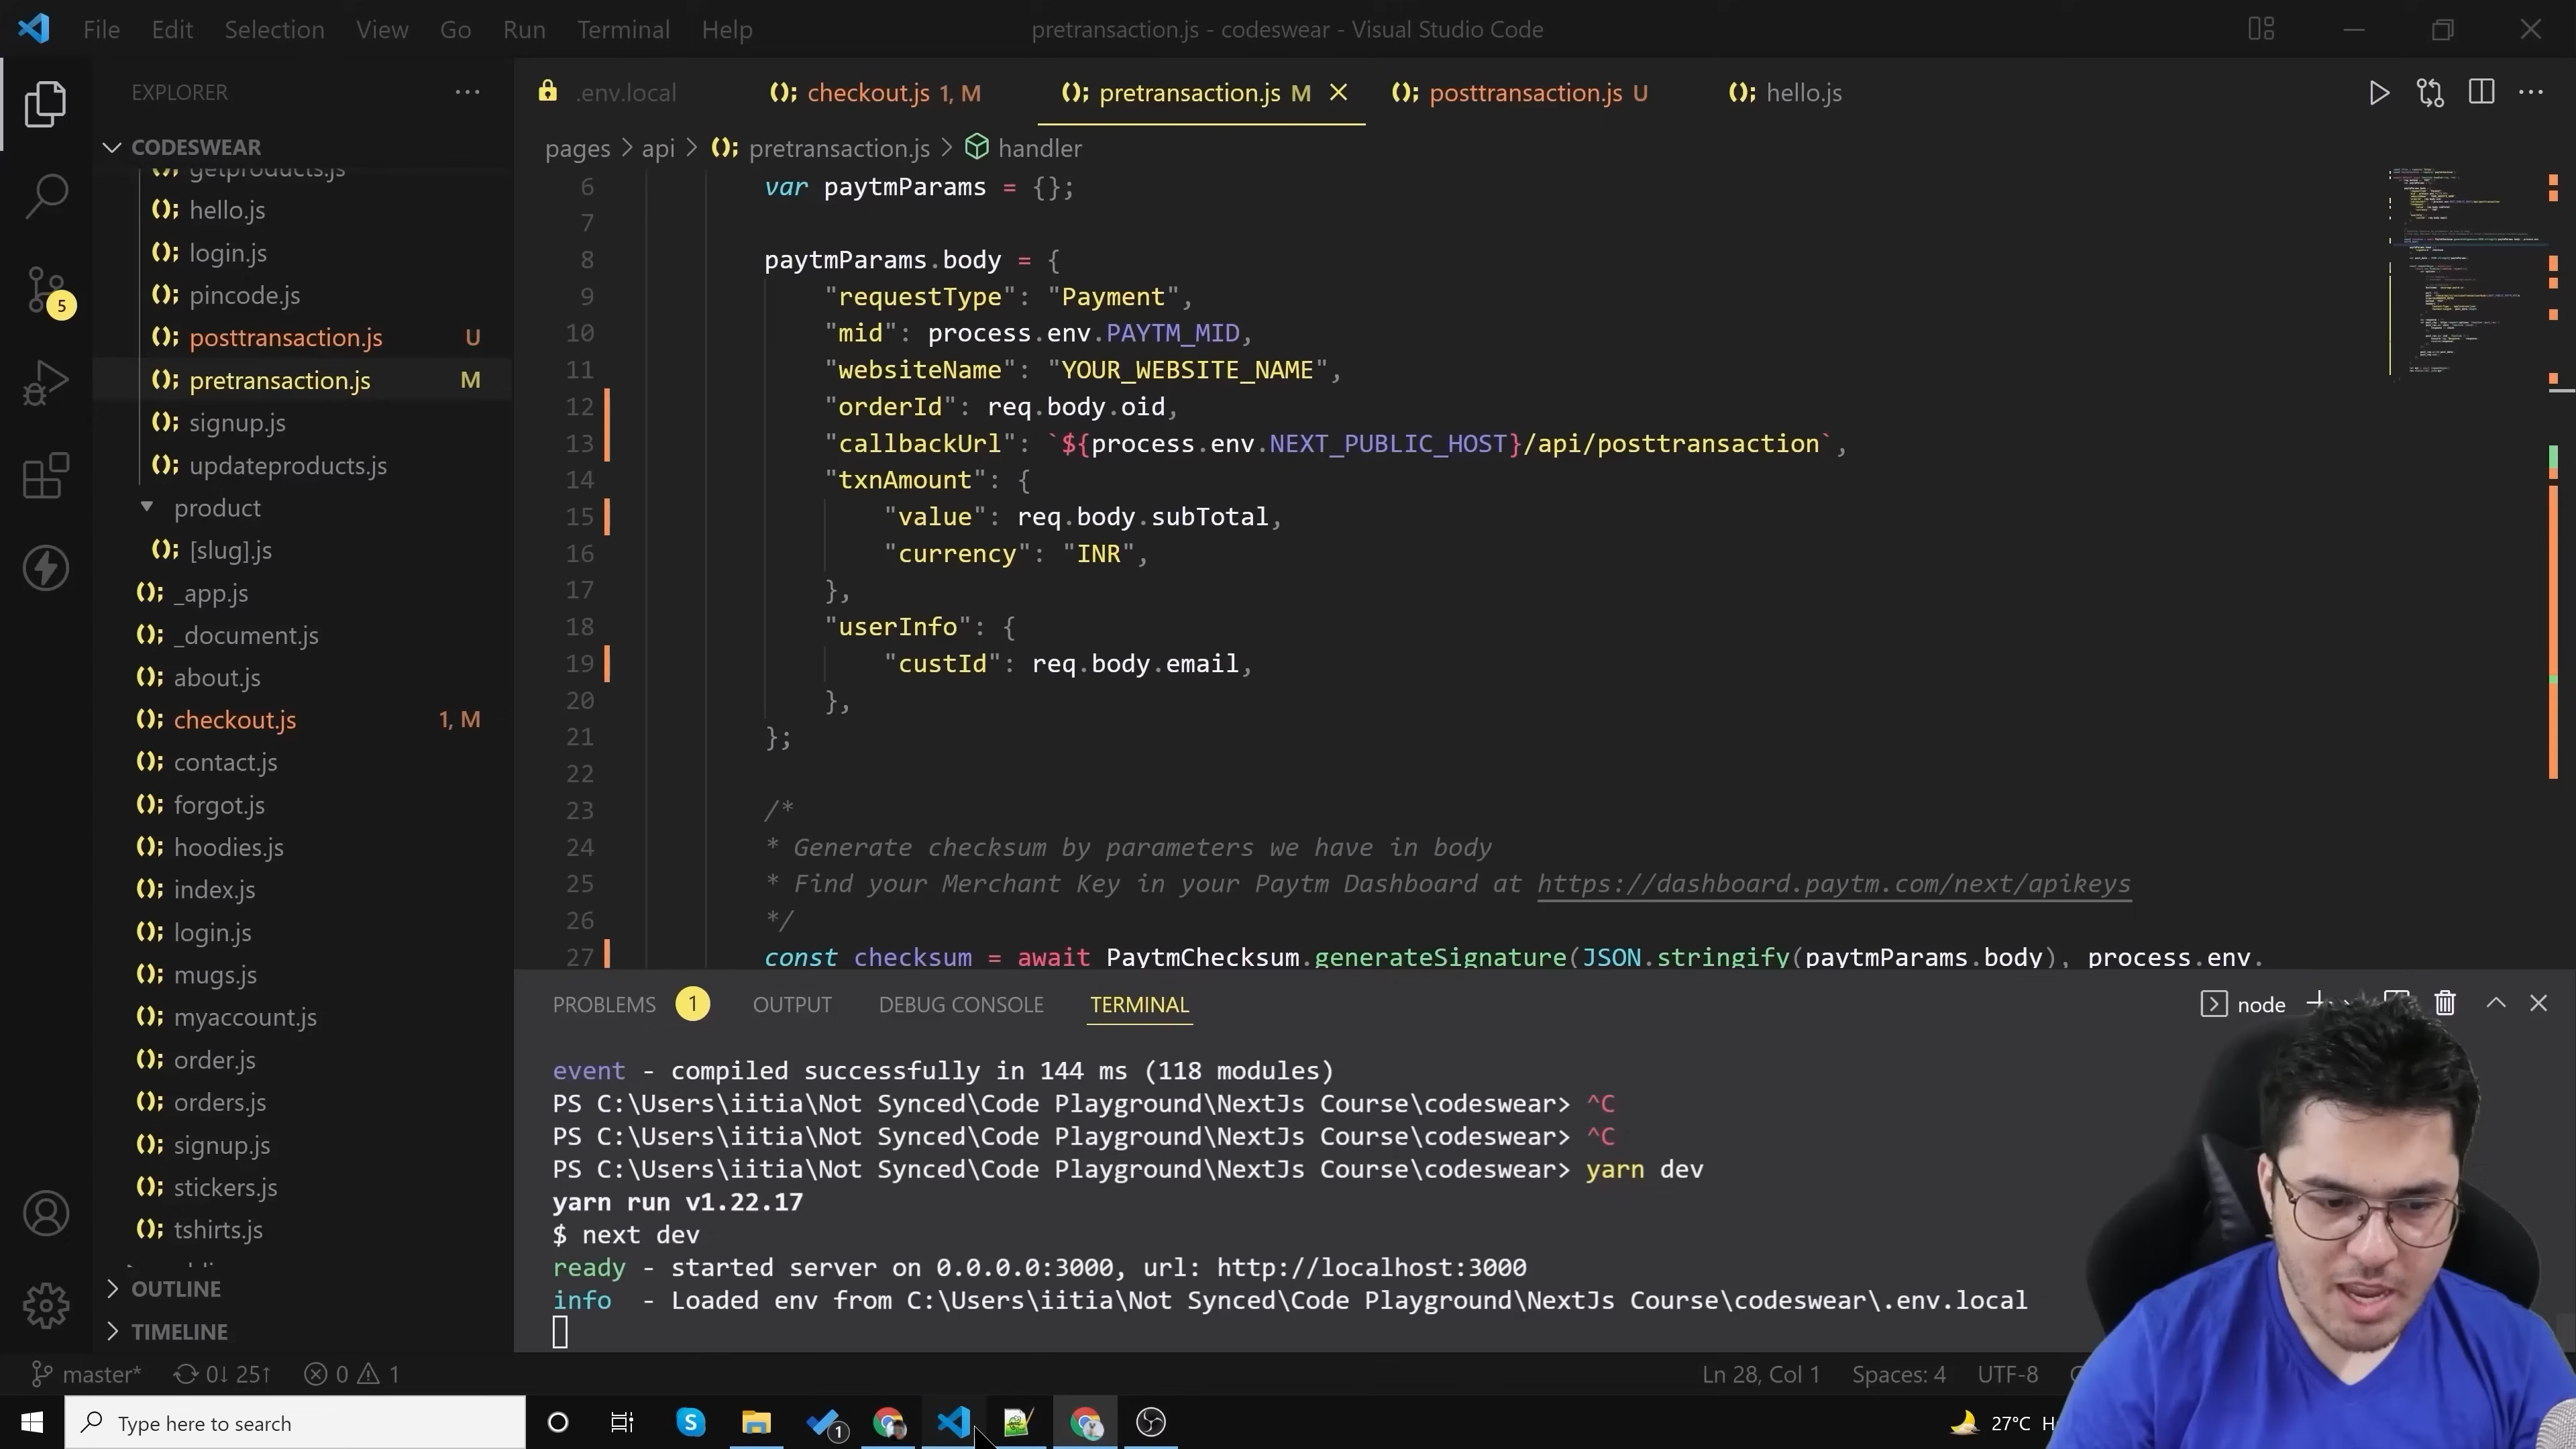 File Edit Selection View Go Run Terminal Help
pretransaction.js - codeswear - Visual Studio Code
EXPLORER
CODESWEAR
getproducts.js
hello.js
login.js
pincode.js
posttransaction.js U
pretransaction.js M
signup.js
updateproducts.js
product
[slug].js
_app.js
_document.js
about.js
checkout.js 1, M
contact.js
forgot.js
hoodies.js
index.js
login.js
mugs.js
myaccount.js
order.js
orders.js
signup.js
stickers.js
tshirts.js
OUTLINE
TIMELINE
5
.env.local checkout.js 1, M pretransaction.js M posttransaction.js U hello.js
pages > api > pretransaction.js > handler
6 var paytmParams = {};
7
8 paytmParams.body = {
9 "requestType": "Payment",
10 "mid": process.env.PAYTM_MID,
11 "websiteName": "YOUR_WEBSITE_NAME",
12 "orderId": req.body.oid,
13 "callbackUrl": `${process.env.NEXT_PUBLIC_HOST}/api/posttransaction`,
14 "txnAmount": {
15 "value": req.body.subTotal,
16 "currency": "INR",
17 },
18 "userInfo": {
19 "custId": req.body.email,
20 },
21 };
22
23 /*
24 * Generate checksum by parameters we have in body
25 * Find your Merchant Key in your Paytm Dashboard at https://dashboard.paytm.com/next/apikeys
26 */
27 const checksum = await PaytmChecksum.generateSignature(JSON.stringify(paytmParams.body), process.env.
PROBLEMS 1 OUTPUT DEBUG CONSOLE TERMINAL
node
event - compiled successfully in 144 ms (118 modules)
PS C:\Users\iitia\Not Synced\Code Playground\NextJs Course\codeswear> ^C
PS C:\Users\iitia\Not Synced\Code Playground\NextJs Course\codeswear> ^C
PS C:\Users\iitia\Not Synced\Code Playground\NextJs Course\codeswear> yarn dev
yarn run v1.22.17
$ next dev
ready - started server on 0.0.0.0:3000, url: http://localhost:3000
info - Loaded env from C:\Users\iitia\Not Synced\Code Playground\NextJs Course\codeswear\.env.local
master* 0↓ 25↑ 0 1
Ln 28, Col 1 Spaces: 4 UTF-8
Type here to search
1
27°C